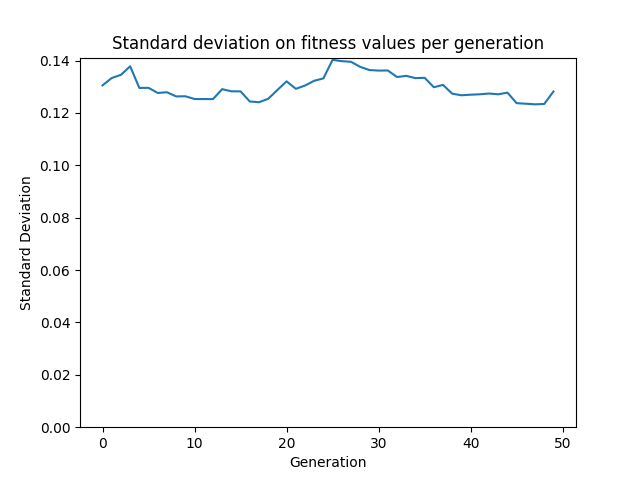 Standard deviation on fitness values per generation
Standard Deviation
0.14
0.12
0.10
0.08
0.06
0.04
0.02
0.00
0 10 20 30 40 50
Generation